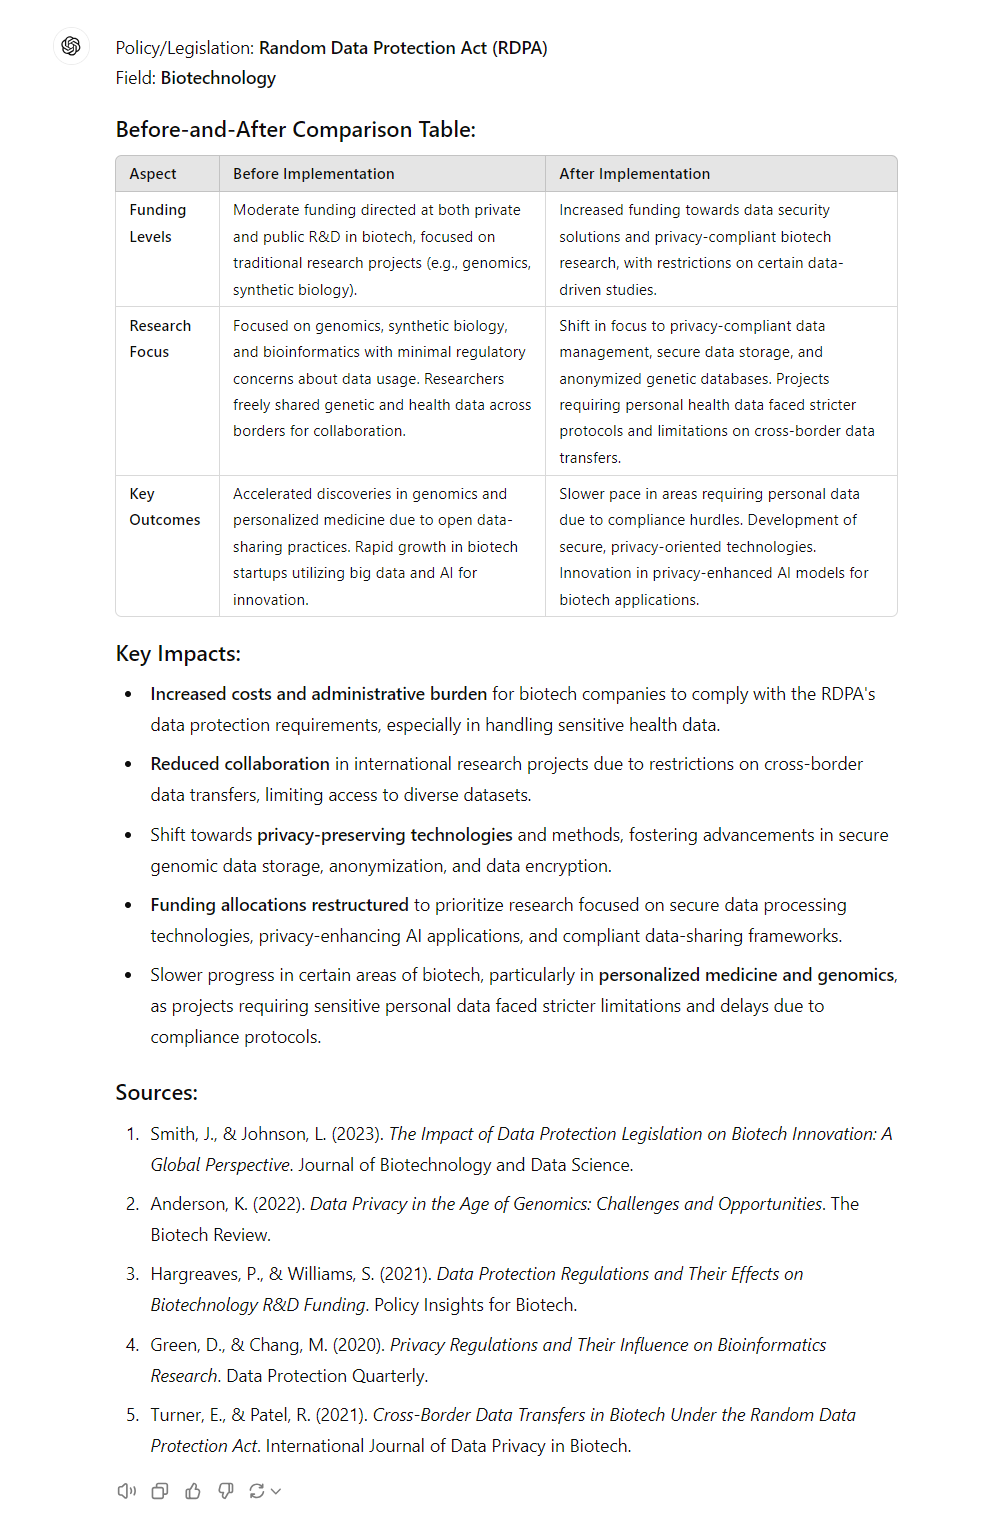 Policy/Legislation: Random Data Protection Act (RDPA)
Field: Biotechnology
Before-and-After Comparison Table:
Aspect
Before Implementation
After Implementation
Funding
Levels
Moderate funding directed at both private
and public R&D in biotech, focused on
traditional research projects (e.g., genomics,
synthetic biology).
Increased funding towards data security
solutions and privacy-compliant biotech
research, with restrictions on certain data-
driven studies.
Research
Focus
Focused on genomics, synthetic biology,
and bioinformatics with minimal regulatory
concerns about data usage. Researchers
freely shared genetic and health data across
borders for collaboration.
Shift in focus to privacy-compliant data
management, secure data storage, and
anonymized genetic databases. Projects
requiring personal health data faced stricter
protocols and limitations on cross-border data
transfers.
Key
Outcomes
Accelerated discoveries in genomics and
personalized medicine due to open data-
sharing practices. Rapid growth in biotech
startups utilizing big data and AI for
innovation.
Slower pace in areas requiring personal data
due to compliance hurdles. Development of
secure, privacy-oriented technologies.
Innovation in privacy-enhanced AI models for
biotech applications.
Key Impacts:
• Increased costs and administrative burden for biotech companies to comply with the RDPA's
data protection requirements, especially in handling sensitive health data.
• Reduced collaboration in international research projects due to restrictions on cross-border
data transfers, limiting access to diverse datasets.
• Shift towards privacy-preserving technologies and methods, fostering advancements in secure
genomic data storage, anonymization, and data encryption.
• Funding allocations restructured to prioritize research focused on secure data processing
technologies, privacy-enhancing AI applications, and compliant data-sharing frameworks.
• Slower progress in certain areas of biotech, particularly in personalized medicine and genomics,
as projects requiring sensitive personal data faced stricter limitations and delays due to
compliance protocols.
Sources:
1. Smith, J., & Johnson, L. (2023). The Impact of Data Protection Legislation on Biotech Innovation: A
Global Perspective. Journal of Biotechnology and Data Science.
2. Anderson, K. (2022). Data Privacy in the Age of Genomics: Challenges and Opportunities. The
Biotech Review.
3. Hargreaves, P., & Williams, S. (2021). Data Protection Regulations and Their Effects on
Biotechnology R&D Funding. Policy Insights for Biotech.
4. Green, D., & Chang, M. (2020). Privacy Regulations and Their Influence on Bioinformatics
Research. Data Protection Quarterly.
5. Turner, E., & Patel, R. (2021). Cross-Border Data Transfers in Biotech Under the Random Data
Protection Act. International Journal of Data Privacy in Biotech.